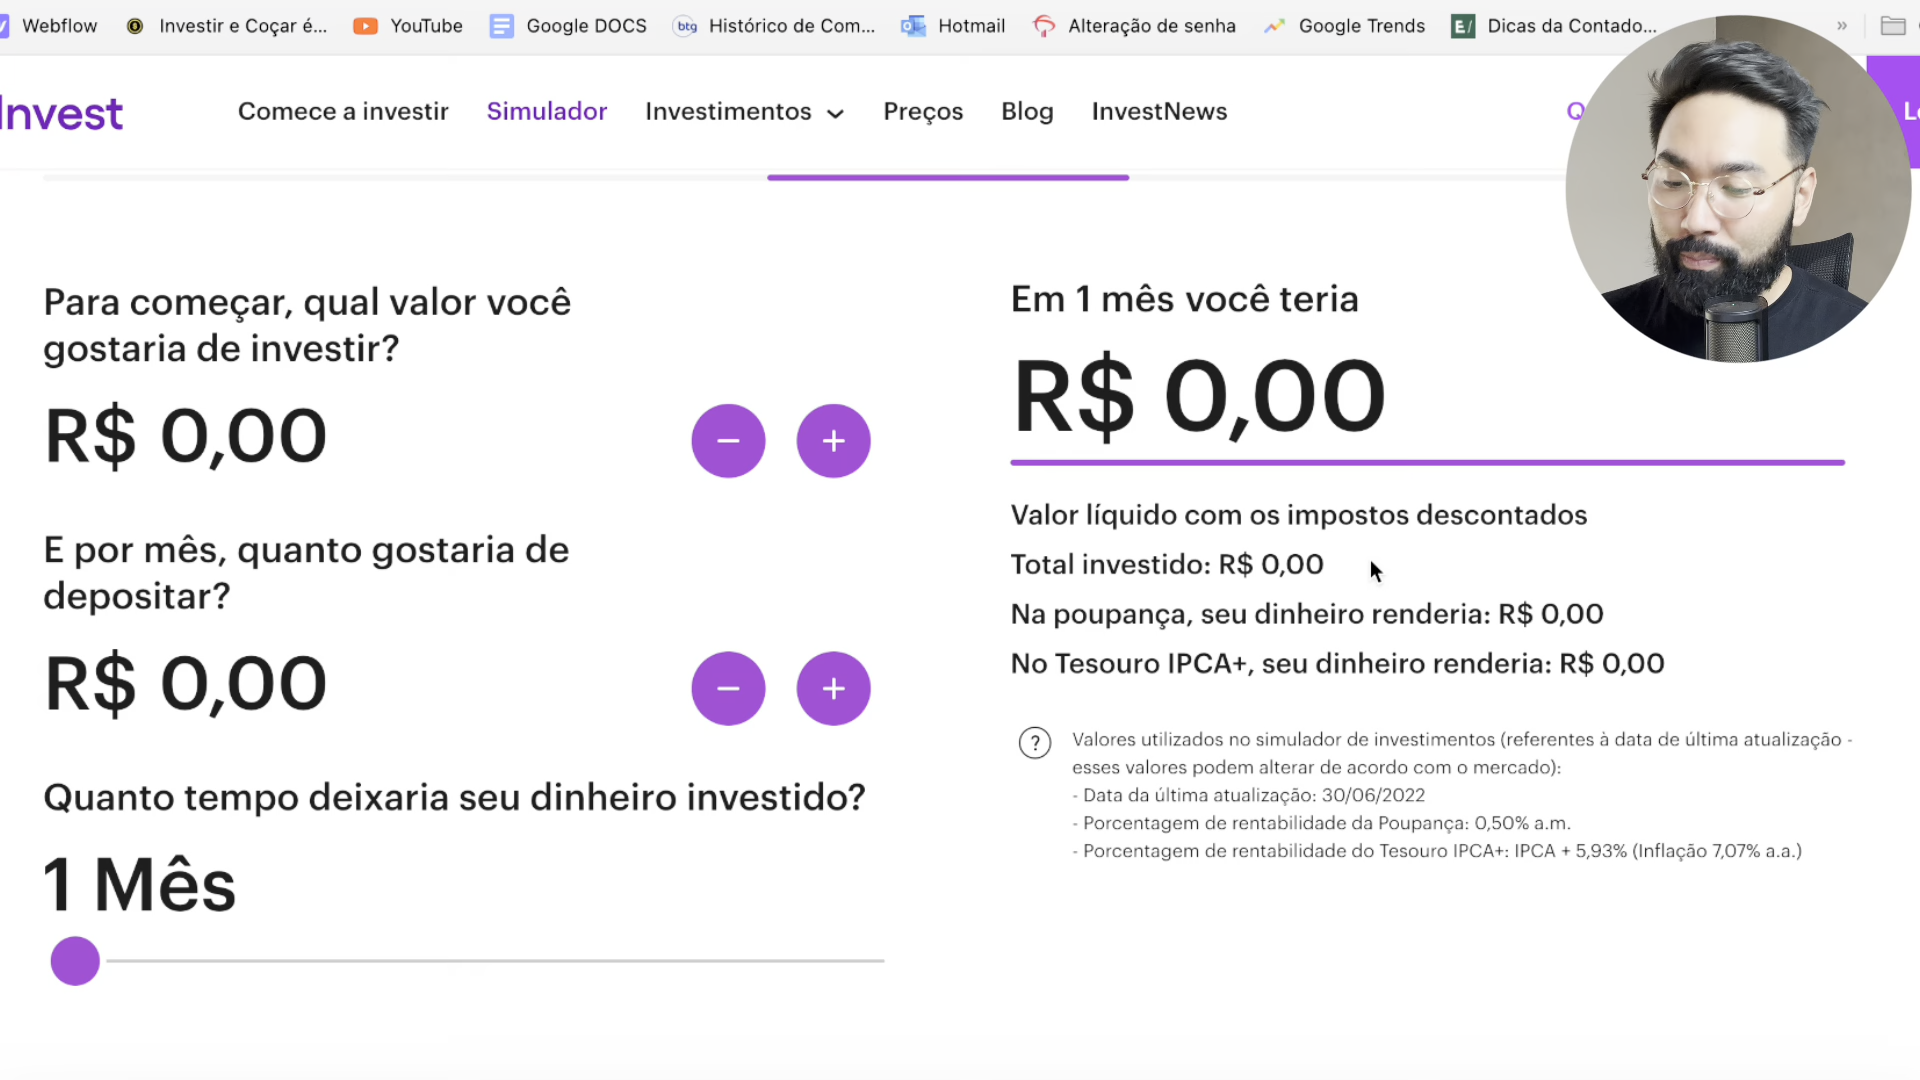 Webflow
Investir e Coçar é...
YouTube
Google DOCS
btg Histórico de Com...
Hotmail
Alteração de senha
Google Trends
E/ Dicas da Contado...
»
Invest
Comece a investir
Simulador
Investimentos
Preços
Blog
InvestNews
Para começar, qual valor você
gostaria de investir?
R$ 0,00
− +
E por mês, quanto gostaria de
depositar?
R$ 0,00
− +
Quanto tempo deixaria seu dinheiro investido?
1 Mês
Em 1 mês você teria
R$ 0,00
Valor líquido com os impostos descontados
Total investido: R$ 0,00
Na poupança, seu dinheiro renderia: R$ 0,00
No Tesouro IPCA+, seu dinheiro renderia: R$ 0,00
? Valores utilizados no simulador de investimentos (referentes à data de última atualização -
esses valores podem alterar de acordo com o mercado):
- Data da última atualização: 30/06/2022
- Porcentagem de rentabilidade da Poupança: 0,50% a.m.
- Porcentagem de rentabilidade do Tesouro IPCA+: IPCA + 5,93% (Inflação 7,07% a.a.)